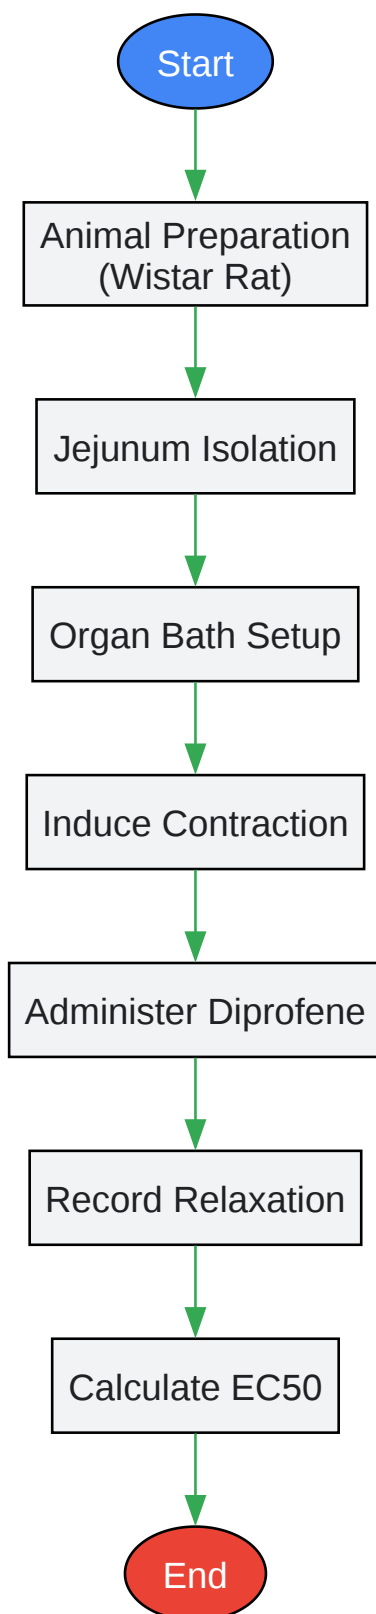 Start
Animal Preparation
(Wistar Rat)
Jejunum Isolation
Organ Bath Setup
Induce Contraction
Administer Diprofene
Record Relaxation
Calculate EC50
End